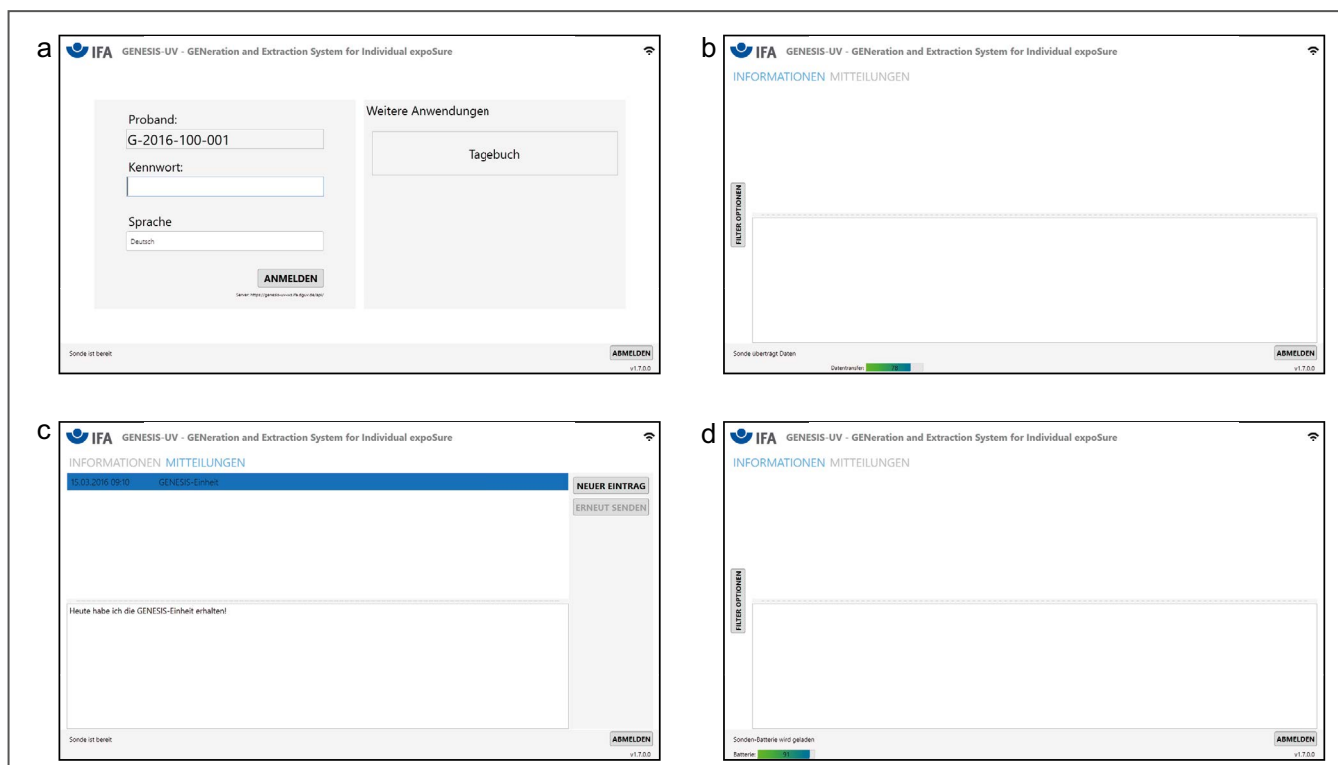 a
IFA GENESIS-UV - GENeration and Extraction System for Individual expoSure
Proband:
G-2016-100-001
Kennwort:
Sprache
Deutsch
ANMELDEN
Weitere Anwendungen
Tagebuch
Sonde ist bereit
ABMELDEN
v1.7.0.0
b
IFA GENESIS-UV - GENeration and Extraction System for Individual expoSure
INFORMATIONEN MITTEILUNGEN
FILTER OPTIONEN
Sonde überträgt Daten
ABMELDEN
Datentransfer: 78
v1.7.0.0
c
IFA GENESIS-UV - GENeration and Extraction System for Individual expoSure
INFORMATIONEN MITTEILUNGEN
15.03.2016 09:10 GENESIS-Einheit
NEUER EINTRAG
ERNEUT SENDEN
Heute habe ich die GENESIS-Einheit erhalten!
Sonde ist bereit
ABMELDEN
v1.7.0.0
d
IFA GENESIS-UV - GENeration and Extraction System for Individual expoSure
INFORMATIONEN MITTEILUNGEN
FILTER OPTIONEN
Sonden-Batterie wird geladen
ABMELDEN
Batterie: 91
v1.7.0.0